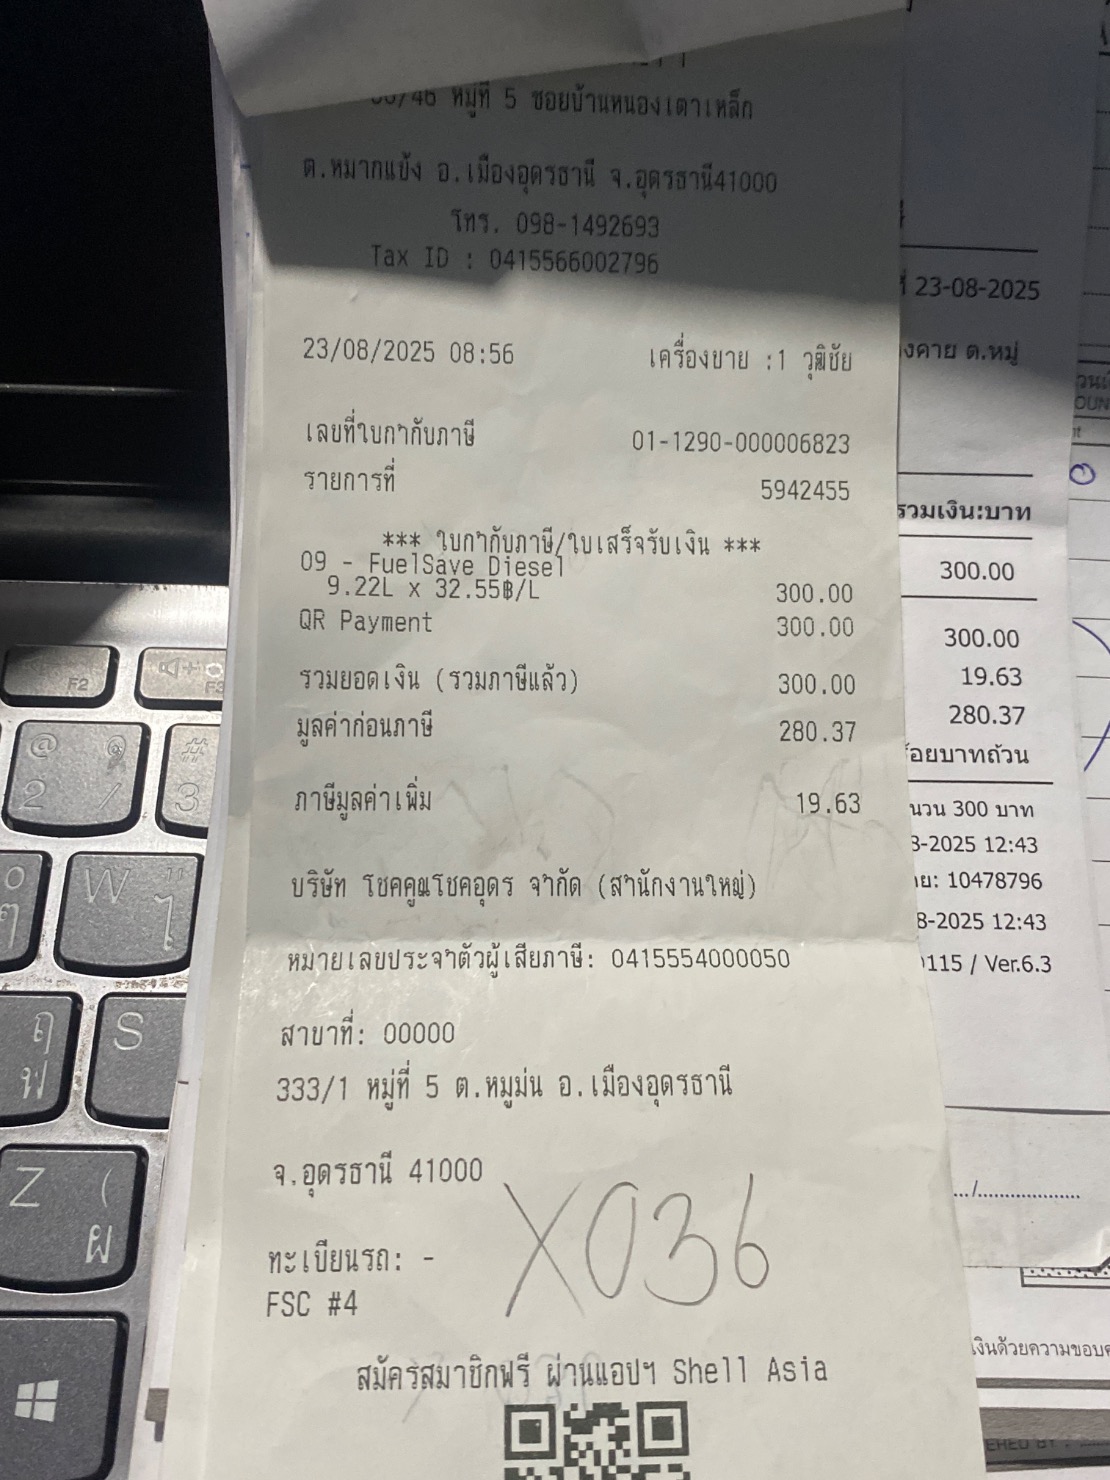 หมู่ที่ 5 ซอยบ้านหนองเตาเหล็ก
ต.หมากแข้ง อ.เมืองอุดรธานี จ.อุดรธานี41000
โทร. 098-1492693
Tax ID : 0415566002796
23/08/2025 08:56 เครื่องขาย :1 วุฒิชัย
เลขที่ใบกำกับภาษี 01-1290-000006823
รายการที่ 5942455
*** ใบกำกับภาษี/ใบเสร็จรับเงิน ***
09 - FuelSave Diesel
9.22L x 32.55฿/L 300.00
QR Payment 300.00
รวมยอดเงิน (รวมภาษีแล้ว) 300.00
มูลค่าก่อนภาษี 280.37
ภาษีมูลค่าเพิ่ม 19.63
บริษัท โชคคูณโชคอุดร จำกัด (สำนักงานใหญ่)
หมายเลขประจำตัวผู้เสียภาษี: 0415554000050
สาขาที่: 00000
333/1 หมู่ที่ 5 ต.หมูม่น อ.เมืองอุดรธานี
จ.อุดรธานี 41000
X036
ทะเบียนรถ: -
FSC #4
สมัครสมาชิกฟรี ผ่านแอปฯ Shell Asia
23-08-2025
ต.หมู่
รวมเงิน:บาท
300.00
300.00
19.63
280.37
300 บาท
12:43
10478796
12:43
115 / Ver.6.3
F2
F3
@
2 /
#
3
W
ไ
S
ฤ
ฟ
Z (
ผ